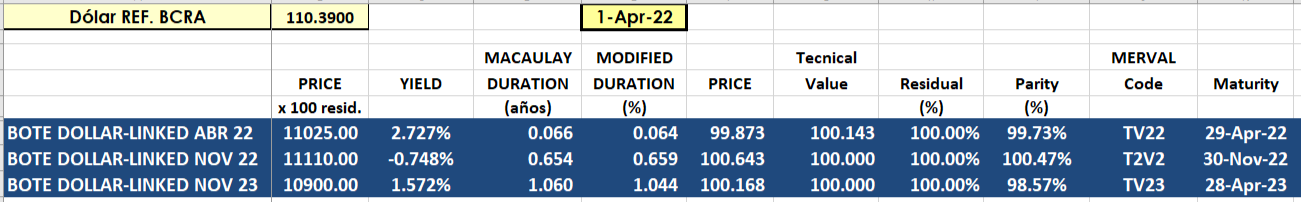 Dólar REF. BCRA 110.3900 1-Apr-22
MACAULAY MODIFIED Tecnical MERVAL
PRICE YIELD DURATION DURATION PRICE Value Residual Parity Code Maturity
x 100 resid. (años) (%) (%) (%)
BOTE DOLLAR-LINKED ABR 22 11025.00 2.727% 0.066 0.064 99.873 100.143 100.00% 99.73% TV22 29-Apr-22
BOTE DOLLAR-LINKED NOV 22 11110.00 -0.748% 0.654 0.659 100.643 100.000 100.00% 100.47% T2V2 30-Nov-22
BOTE DOLLAR-LINKED NOV 23 10900.00 1.572% 1.060 1.044 100.168 100.000 100.00% 98.57% TV23 28-Apr-23